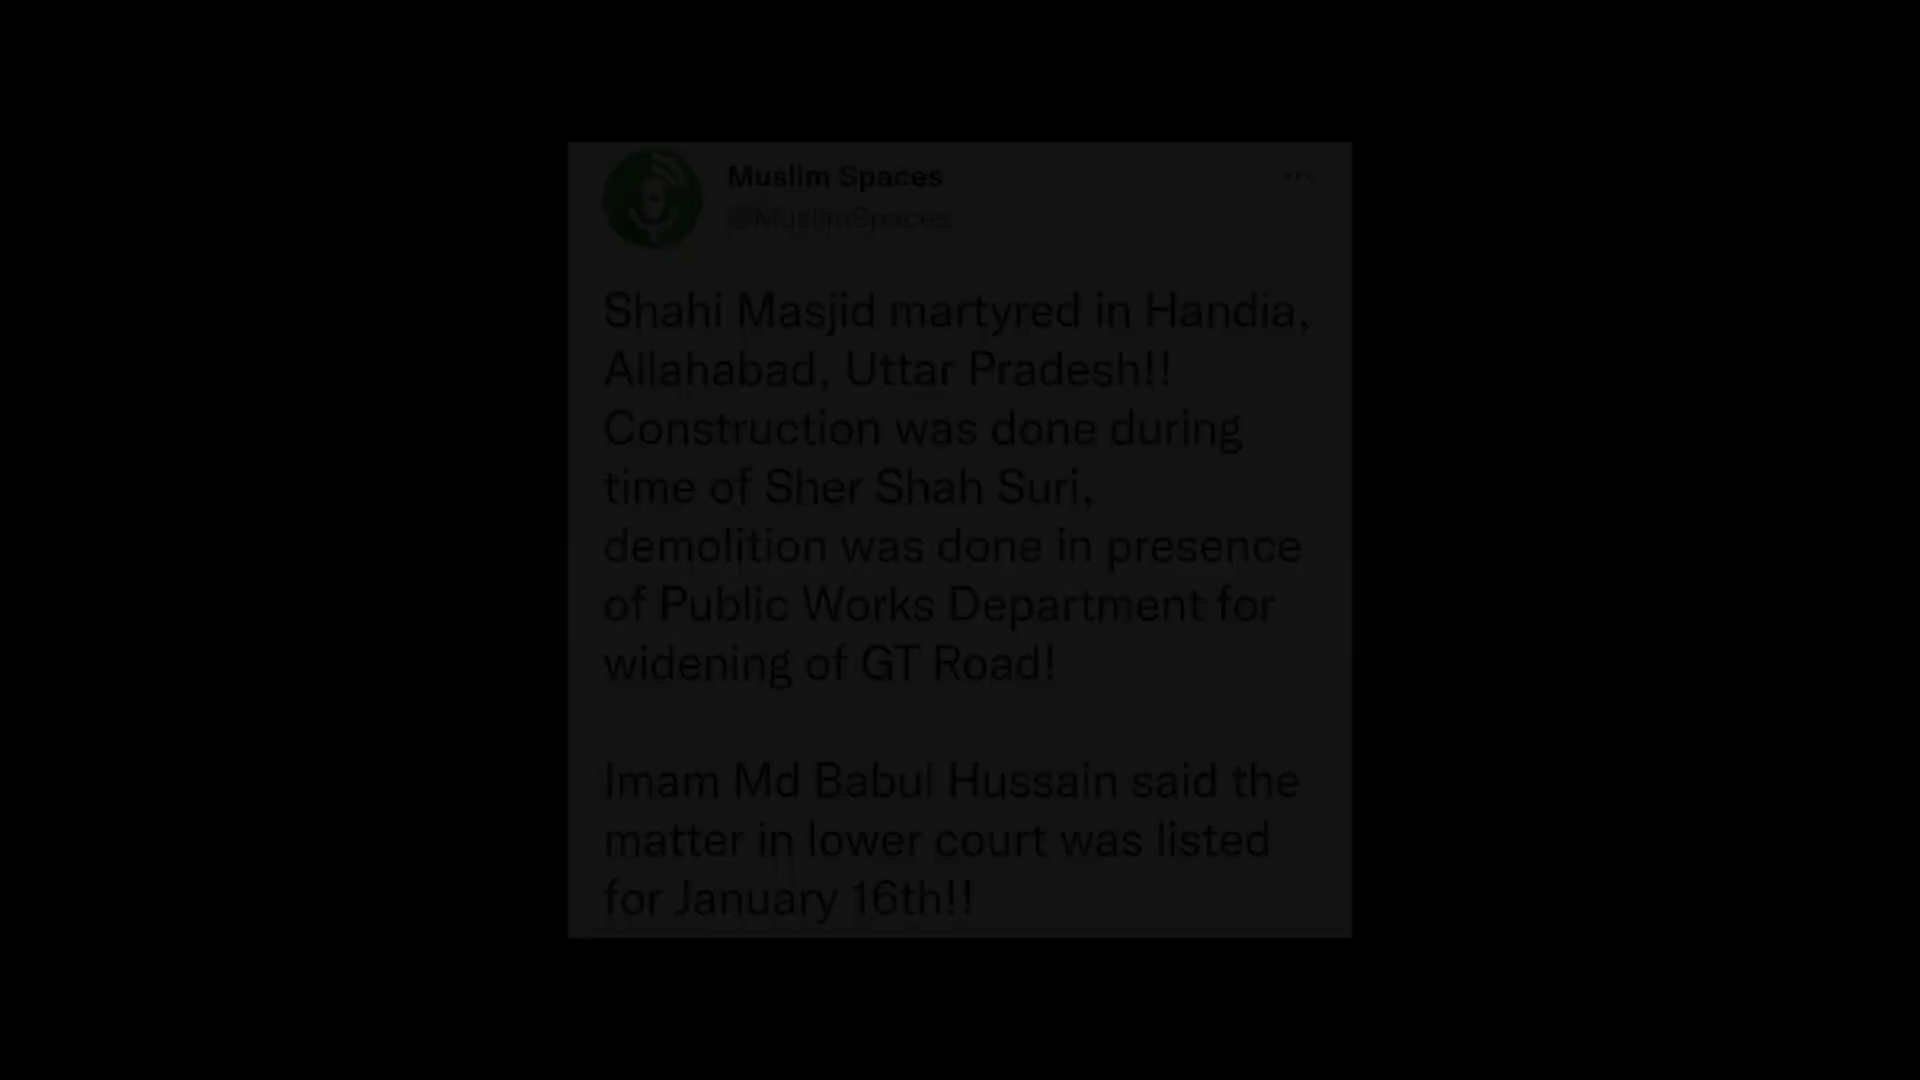 Muslim Spaces
@MuslimSpaces
Shahi Masjid martyred in Handia,
Allahabad, Uttar Pradesh!!
Construction was done during
time of Sher Shah Suri,
demolition was done in presence
of Public Works Department for
widening of GT Road!
Imam Md Babul Hussain said the
matter in lower court was listed
for January 16th!!